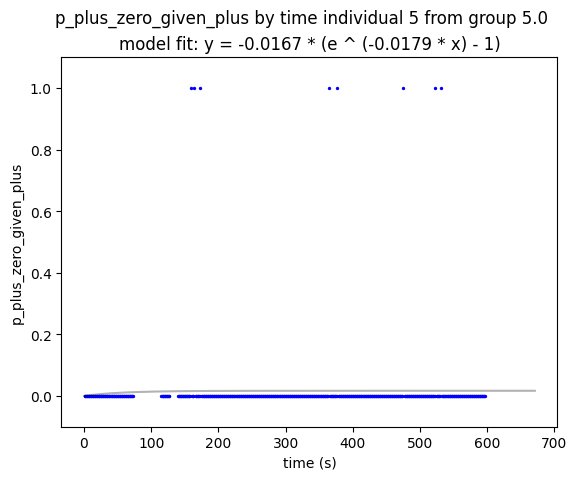 p_plus_zero_given_plus by time individual 5 from group 5.0
model fit: y = -0.0167 * (e ^ (-0.0179 * x) - 1)
1.0
0.8
0.6
0.4
0.2
0.0
p_plus_zero_given_plus
0 100 200 300 400 500 600 700
time (s)